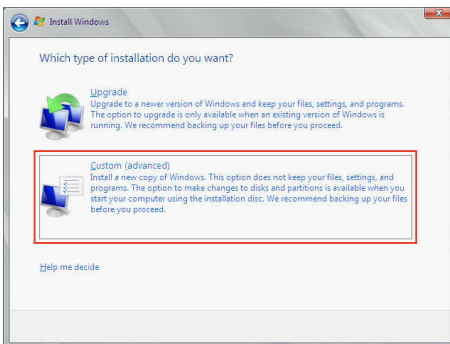 Install Windows
Which type of installation do you want?
Upgrade
Upgrade to a newer version of Windows and keep your files, settings, and programs.
The option to upgrade is only available when an existing version of Windows is
running. We recommend backing up your files before you proceed.
Custom (advanced)
Install a new copy of Windows. This option does not keep your files, settings, and
programs. The option to make changes to disks and partitions is available when you
start your computer using the installation disc. We recommend backing up your files
before you proceed.
Help me decide